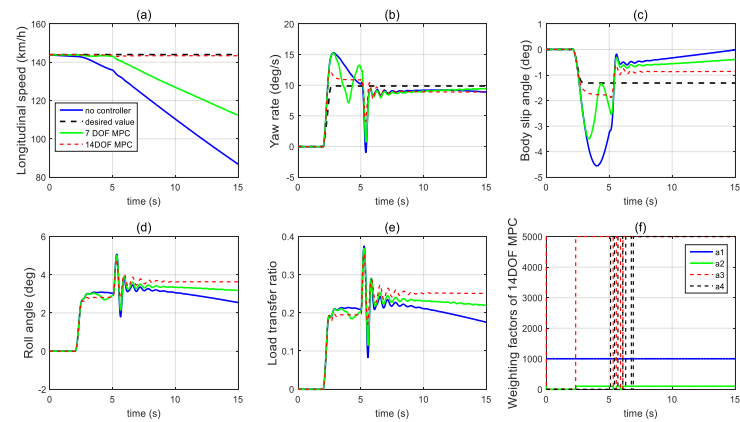 (a)
Longitudinal speed (km/h)
160
140
120
100
80
no controller
desired value
7 DOF MPC
14DOF MPC
0
5
10
15
time (s)
(b)
Yaw rate (deg/s)
20
15
10
5
0
-5
0
5
10
15
time (s)
(c)
Body slip angle (deg)
1
0
-1
-2
-3
-4
-5
0
5
10
15
time (s)
(d)
Roll angle (deg)
6
4
2
0
-2
0
5
10
15
time (s)
(e)
Load transfer ratio
0.4
0.3
0.2
0.1
0
0
5
10
15
time (s)
(f)
Weighting factors of 14DOF MPC
5000
4000
3000
2000
1000
0
a1
a2
a3
a4
0
5
10
15
time (s)